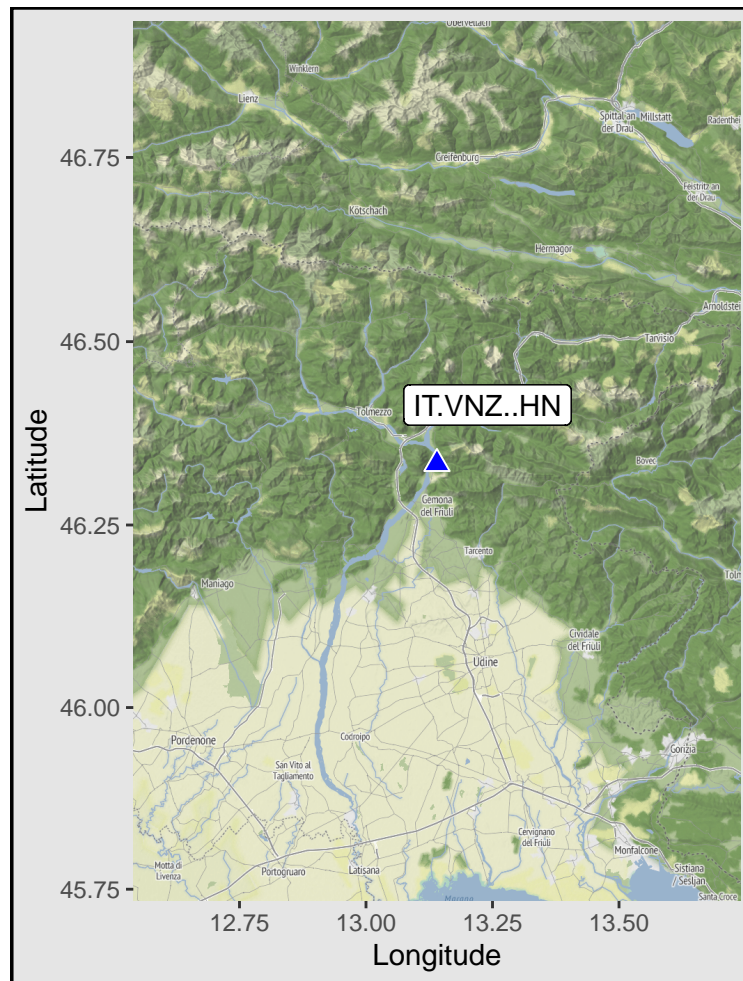 Obervellach
Winklern
Lienz
Spittal an
der Drau
Millstatt
Radenthe
46.75
Greifenburg
Feistritz an
der Drau
Kötschach
Hermagor
Arnoldste
46.50
Tarvisio
IT.VNZ..HN
Tolmezzo
Bovec
Latitude
46.25
Gemona
del Friuli
Tarcento
Tolm
Maniago
Cividale
del Friuli
Udine
46.00
Pordenone
Codroipo
Gorizia
San Vito al
Tagliamento
Cervignano
del Friuli
Monfalcone
Motta di
Livenza
Portogruaro
Latisana
Sistiana
Sesljan
45.75
Marano
Santa Croce
12.75
13.00
13.25
13.50
Longitude